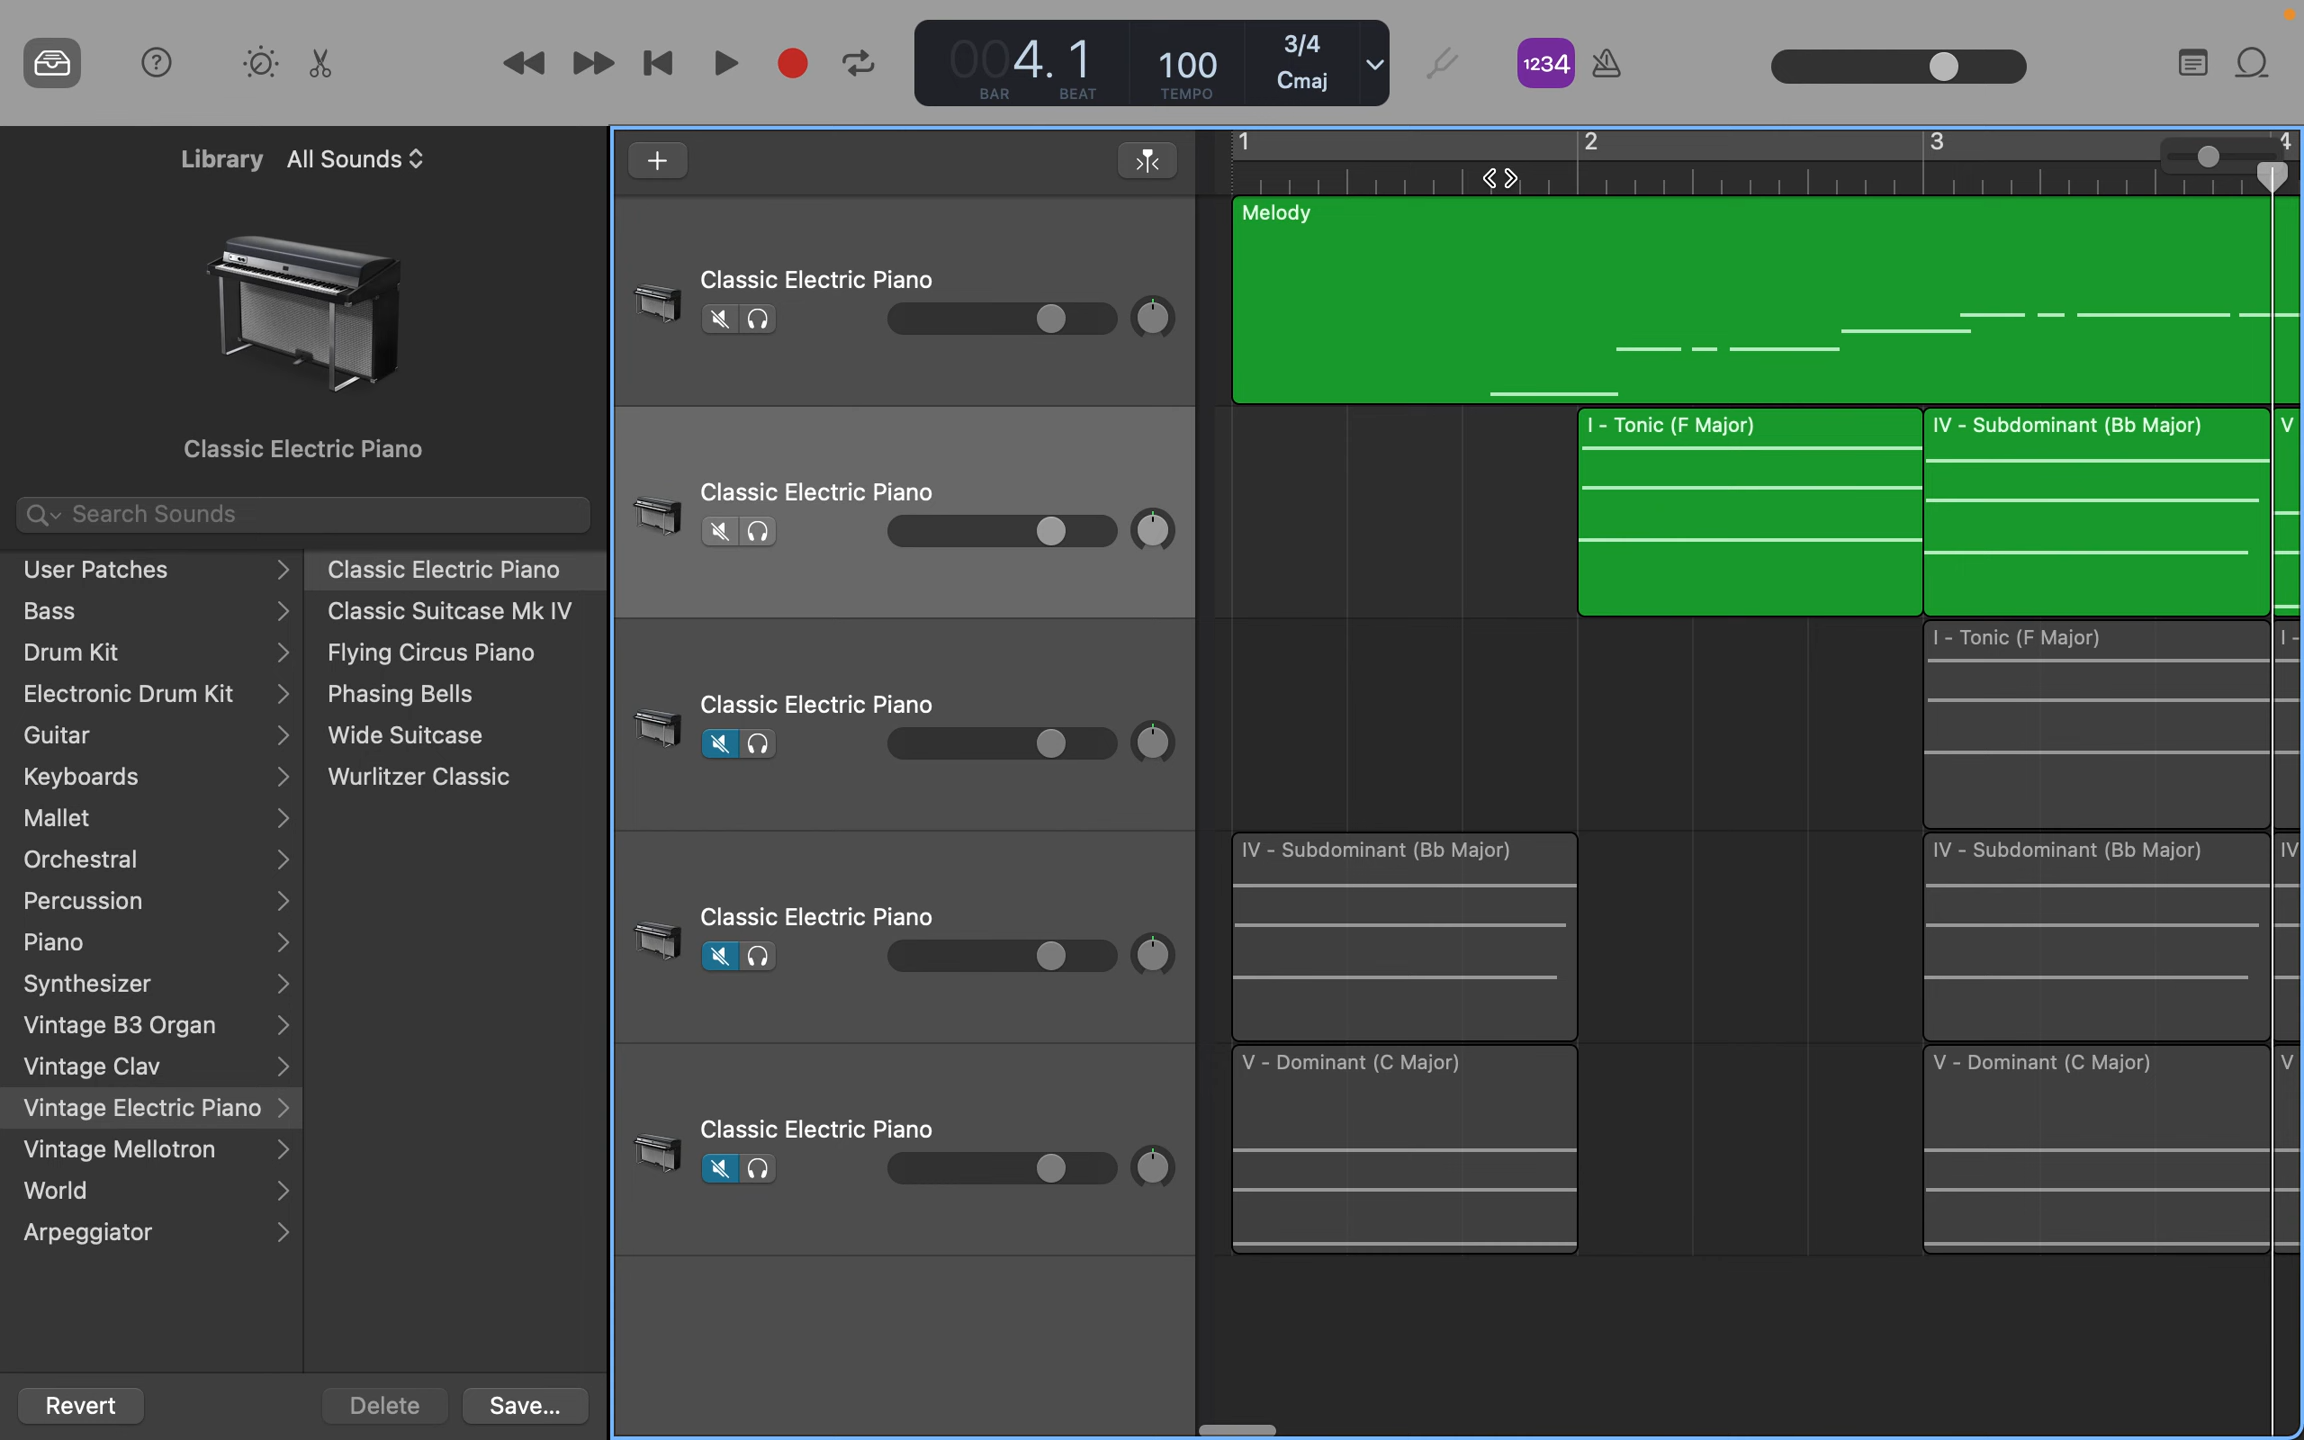 004. 1
BAR BEAT
100
TEMPO
3/4
Cmaj
1234
Library All Sounds
Classic Electric Piano
Search Sounds
User Patches
Bass
Drum Kit
Electronic Drum Kit
Guitar
Keyboards
Mallet
Orchestral
Percussion
Piano
Synthesizer
Vintage B3 Organ
Vintage Clav
Vintage Electric Piano
Vintage Mellotron
World
Arpeggiator
Classic Electric Piano
Classic Suitcase Mk IV
Flying Circus Piano
Phasing Bells
Wide Suitcase
Wurlitzer Classic
Revert
Delete
Save...
1 2 3 4
Classic Electric Piano
Melody
Classic Electric Piano
I - Tonic (F Major)
IV - Subdominant (Bb Major)
V
Classic Electric Piano
I - Tonic (F Major)
I -
Classic Electric Piano
IV - Subdominant (Bb Major)
IV - Subdominant (Bb Major)
IV
Classic Electric Piano
V - Dominant (C Major)
V - Dominant (C Major)
V